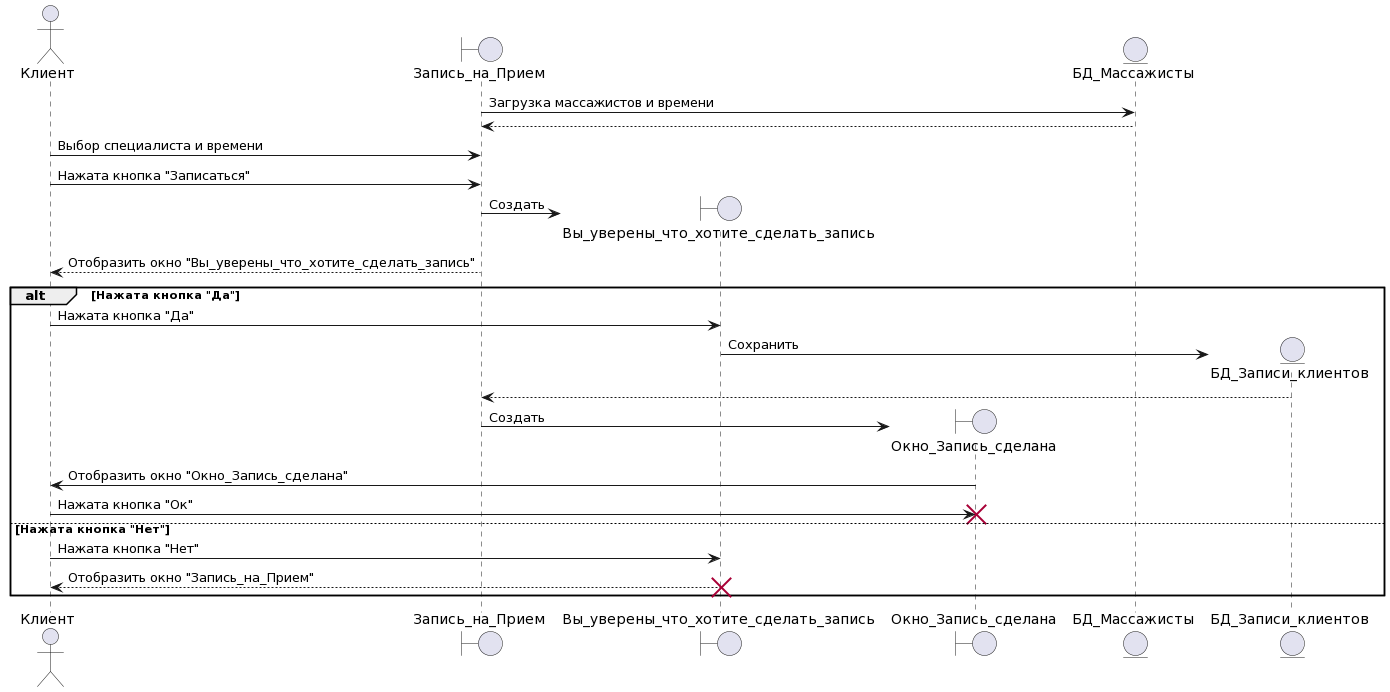 Клиент
Запись_на_Прием
БД_Массажисты
Загрузка массажистов и времени
Выбор специалиста и времени
Нажата кнопка "Записаться"
Создать
Вы_уверены_что_хотите_сделать_запись
Отобразить окно "Вы_уверены_что_хотите_сделать_запись"
alt [Нажата кнопка "Да"]
Нажата кнопка "Да"
Сохранить
БД_Записи_клиентов
Создать
Окно_Запись_сделана
Отобразить окно "Окно_Запись_сделана"
Нажата кнопка "Ок"
[Нажата кнопка "Нет"]
Нажата кнопка "Нет"
Отобразить окно "Запись_на_Прием"
Клиент
Запись_на_Прием
Вы_уверены_что_хотите_сделать_запись
Окно_Запись_сделана
БД_Массажисты
БД_Записи_клиентов